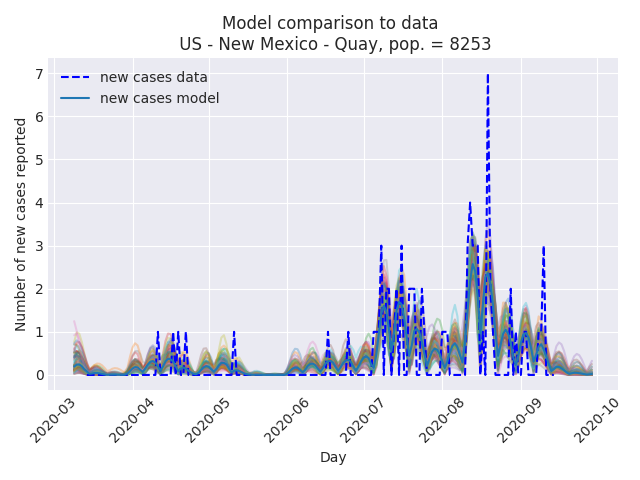 Model comparison to data
US - New Mexico - Quay, pop. = 8253
new cases data
new cases model
Number of new cases reported
7
6
5
4
3
2
1
0
2020-03
2020-04
2020-05
2020-06
2020-07
2020-08
2020-09
2020-10
Day